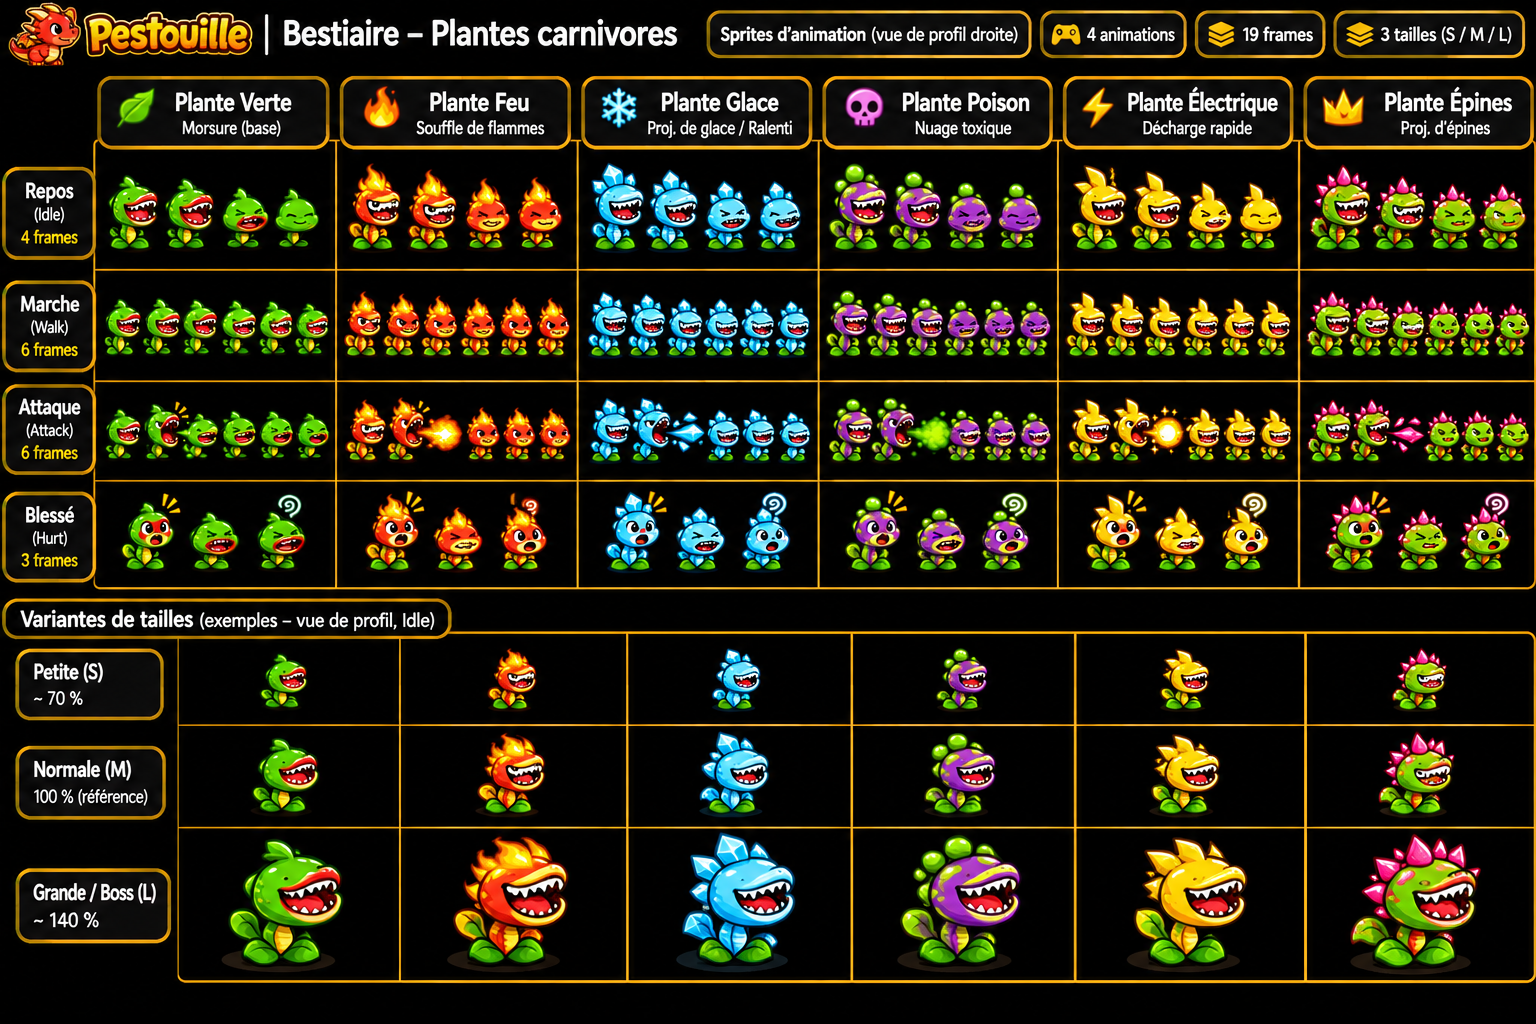 Pestouille
Bestiaire – Plantes carnivores
Sprites d'animation (vue de profil droite)
4 animations
19 frames
3 tailles (S / M / L)
Plante Verte
Morsure (base)
Plante Feu
Souffle de flammes
Plante Glace
Proj. de glace / Ralenti
Plante Poison
Nuage toxique
Plante Électrique
Décharge rapide
Plante Épines
Proj. d'épines
Repos
(Idle)
4 frames
Marche
(Walk)
6 frames
Attaque
(Attack)
6 frames
Blessé
(Hurt)
3 frames
Variantes de tailles (exemples – vue de profil, Idle)
Petite (S)
~ 70 %
Normale (M)
100 % (référence)
Grande / Boss (L)
~ 140 %